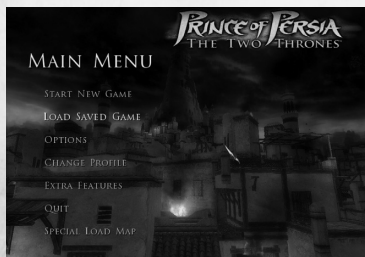 PRINCE OF PERSIA
THE TWO THRONES
MAIN MENU
START NEW GAME
LOAD SAVED GAME
OPTIONS
CHANGE PROFILE
EXTRA FEATURES
QUIT
SPECIAL LOAD MAP